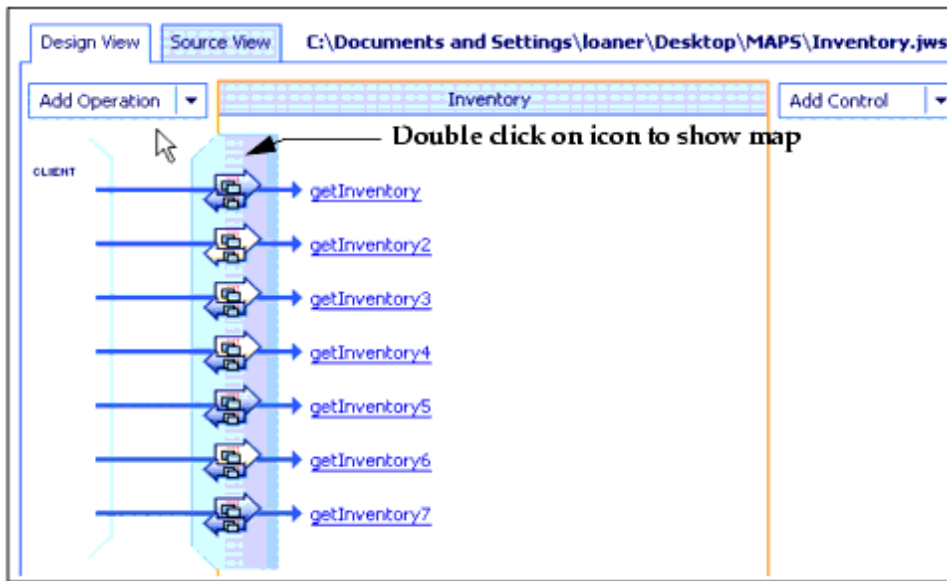 Design View
Source View
C:\Documents and Settings\loaner\Desktop\MAPS\Inventory.jws
Add Operation
Inventory
Add Control
Double click on icon to show map
CLIENT
getInventory
getInventory2
getInventory3
getInventory4
getInventory5
getInventory6
getInventory7